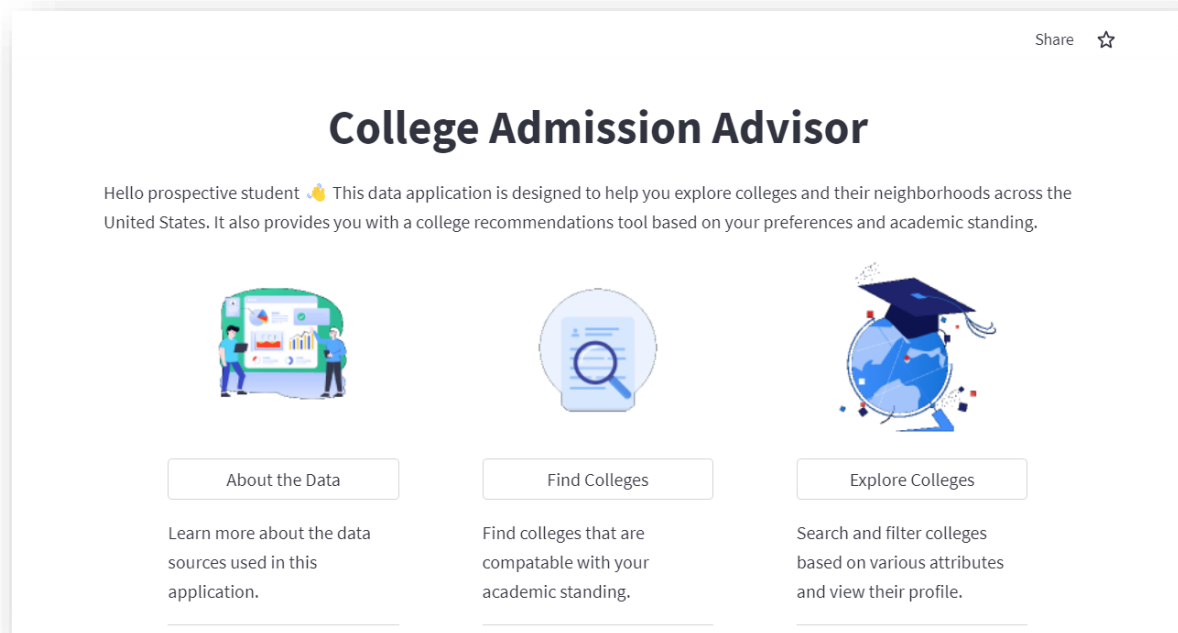 Share
College Admission Advisor
Hello prospective student 👋 This data application is designed to help you explore colleges and their neighborhoods across the
United States. It also provides you with a college recommendations tool based on your preferences and academic standing.
About the Data
Find Colleges
Explore Colleges
Learn more about the data
sources used in this
application.
Find colleges that are
compatable with your
academic standing.
Search and filter colleges
based on various attributes
and view their profile.